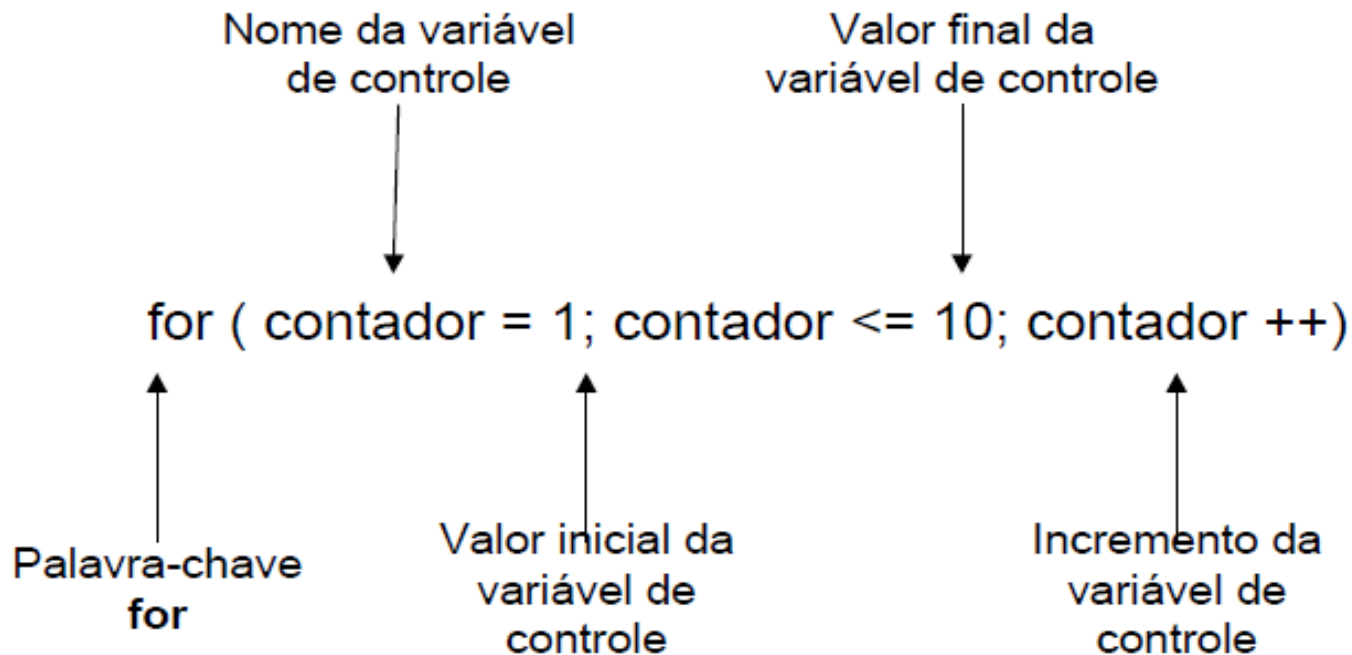 Nome da variável
de controle
Valor final da
variável de controle
for ( contador = 1; contador <= 10; contador ++)
Palavra-chave
for
Valor inicial da
variável de
controle
Incremento da
variável de
controle